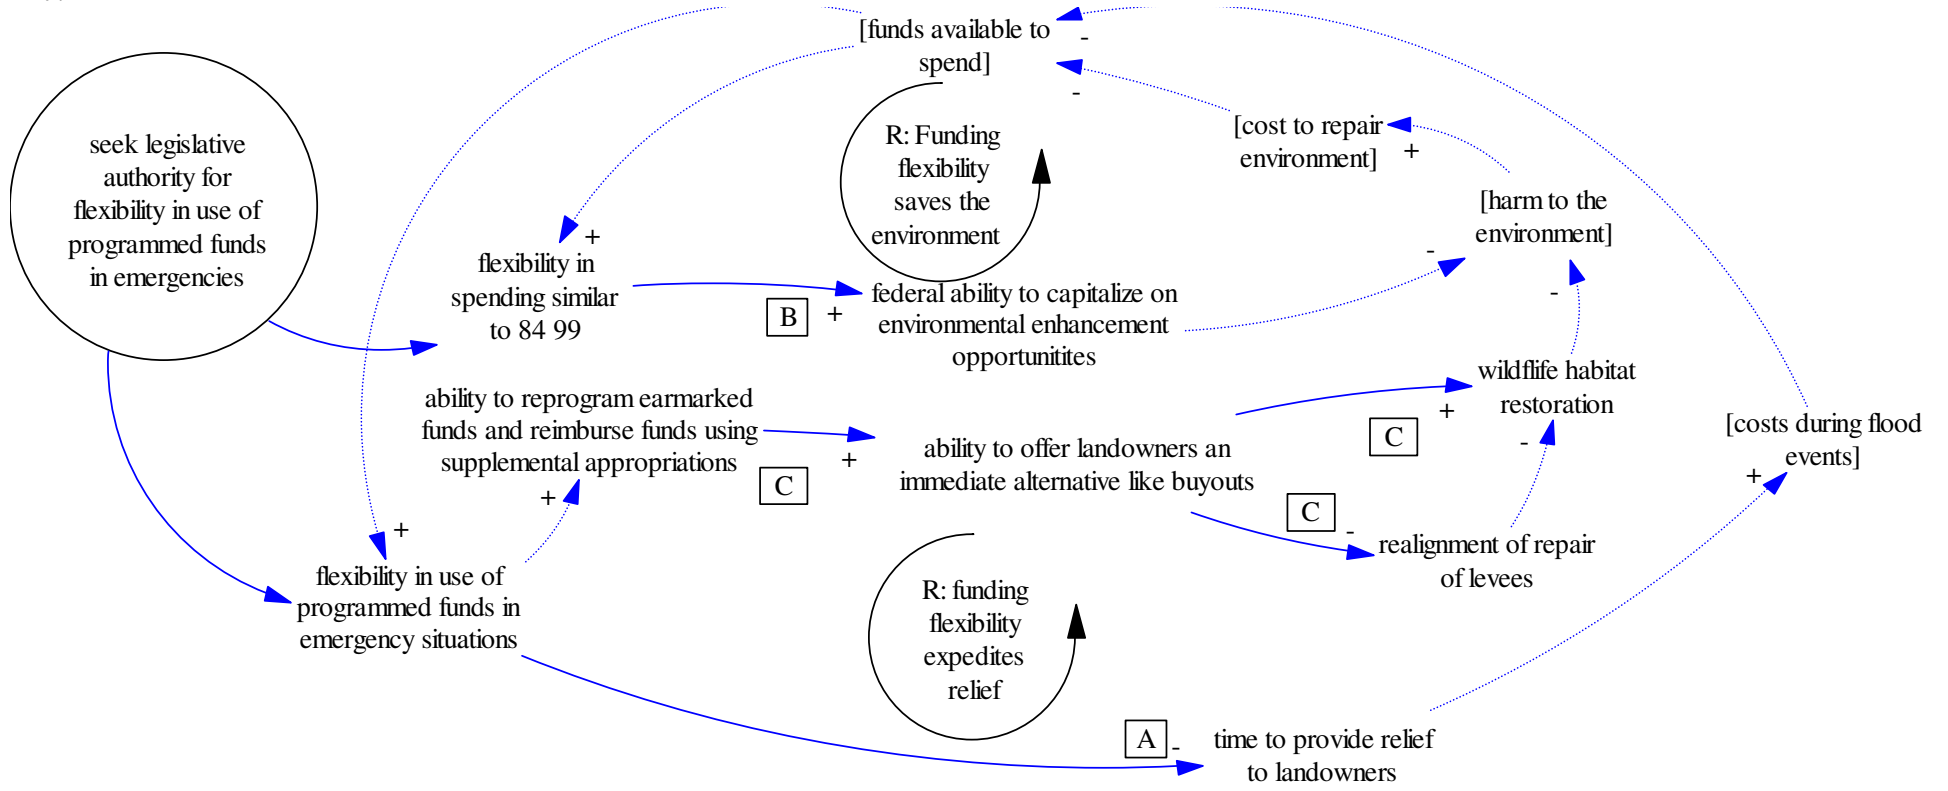 [funds available to
spend]
-
-
[cost to repair
environment]
+
[harm to the
environment]
-
-
seek legislative
authority for
flexibility in use of
programmed funds
in emergencies
R: Funding
flexibility
saves the
environment
+
flexibility in
spending similar
to 84 99
B
+
federal ability to capitalize on
environmental enhancement
opportunitites
wildflife habitat
restoration
+
C
-
[costs during flood
events]
+
ability to reprogram earmarked
funds and reimburse funds using
supplemental appropriations
+
C
+
ability to offer landowners an
immediate alternative like buyouts
C
-
realignment of repair
of levees
+
flexibility in use of
programmed funds in
emergency situations
R: funding
flexibility
expedites
relief
A
-
time to provide relief
to landowners